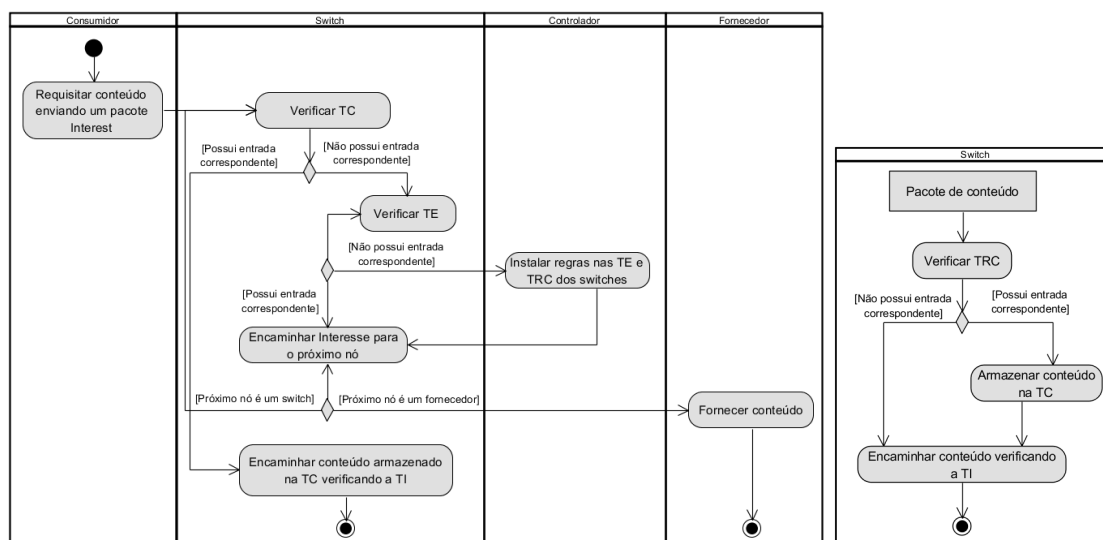 Consumidor
Switch
Controlador
Fornecedor
Requisitar conteúdo
enviando um pacote
Interest
Verificar TC
[Possui entrada
correspondente]
[Não possui entrada
correspondente]
Verificar TE
[Não possui entrada
correspondente]
Instalar regras nas TE e
TRC dos switches
[Possui entrada
correspondente]
Encaminhar Interesse para
o próximo nó
[Próximo nó é um switch]
[Próximo nó é um fornecedor]
Fornecer conteúdo
Encaminhar conteúdo armazenado
na TC verificando a TI
Switch
Pacote de conteúdo
Verificar TRC
[Não possui entrada
correspondente]
[Possui entrada
correspondente]
Armazenar conteúdo
na TC
Encaminhar conteúdo verificando
a TI